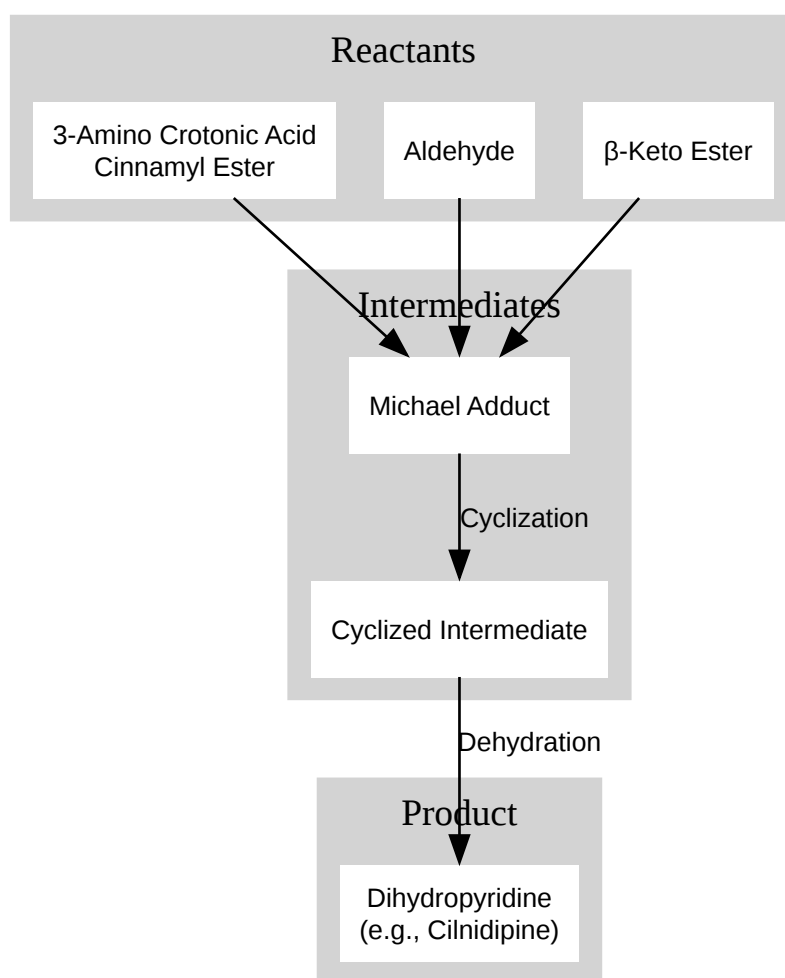 Reactants
3-Amino Crotonic Acid
Cinnamyl Ester
Aldehyde
β-Keto Ester
Intermediates
Michael Adduct
Cyclization
Cyclized Intermediate
Dehydration
Product
Dihydropyridine
(e.g., Cilnidipine)